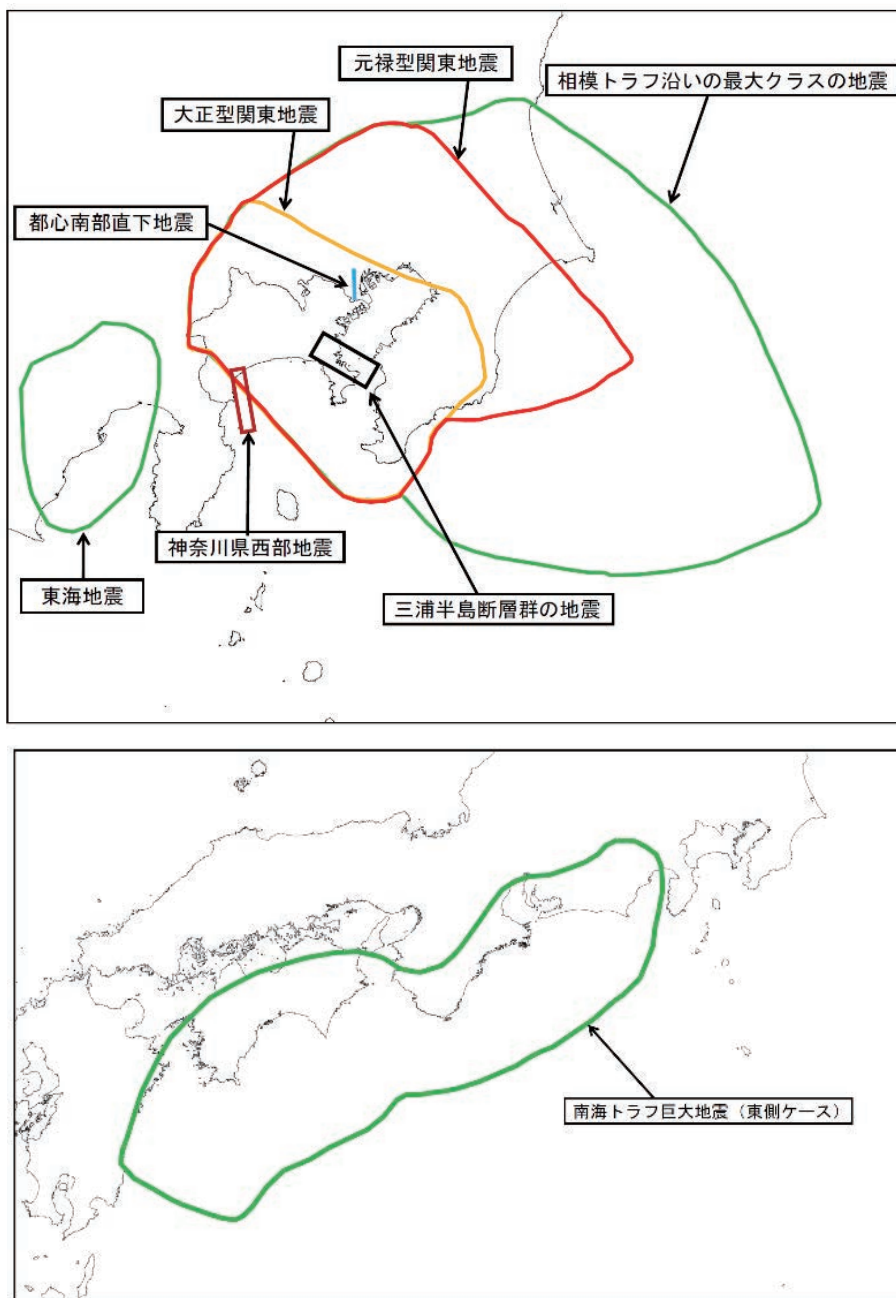 元禄型関東地震
相模トラフ沿いの最大クラスの地震
大正型関東地震
都心南部直下地震
神奈川県西部地震
東海地震
三浦半島断層群の地震
南海トラフ巨大地震（東側ケース）